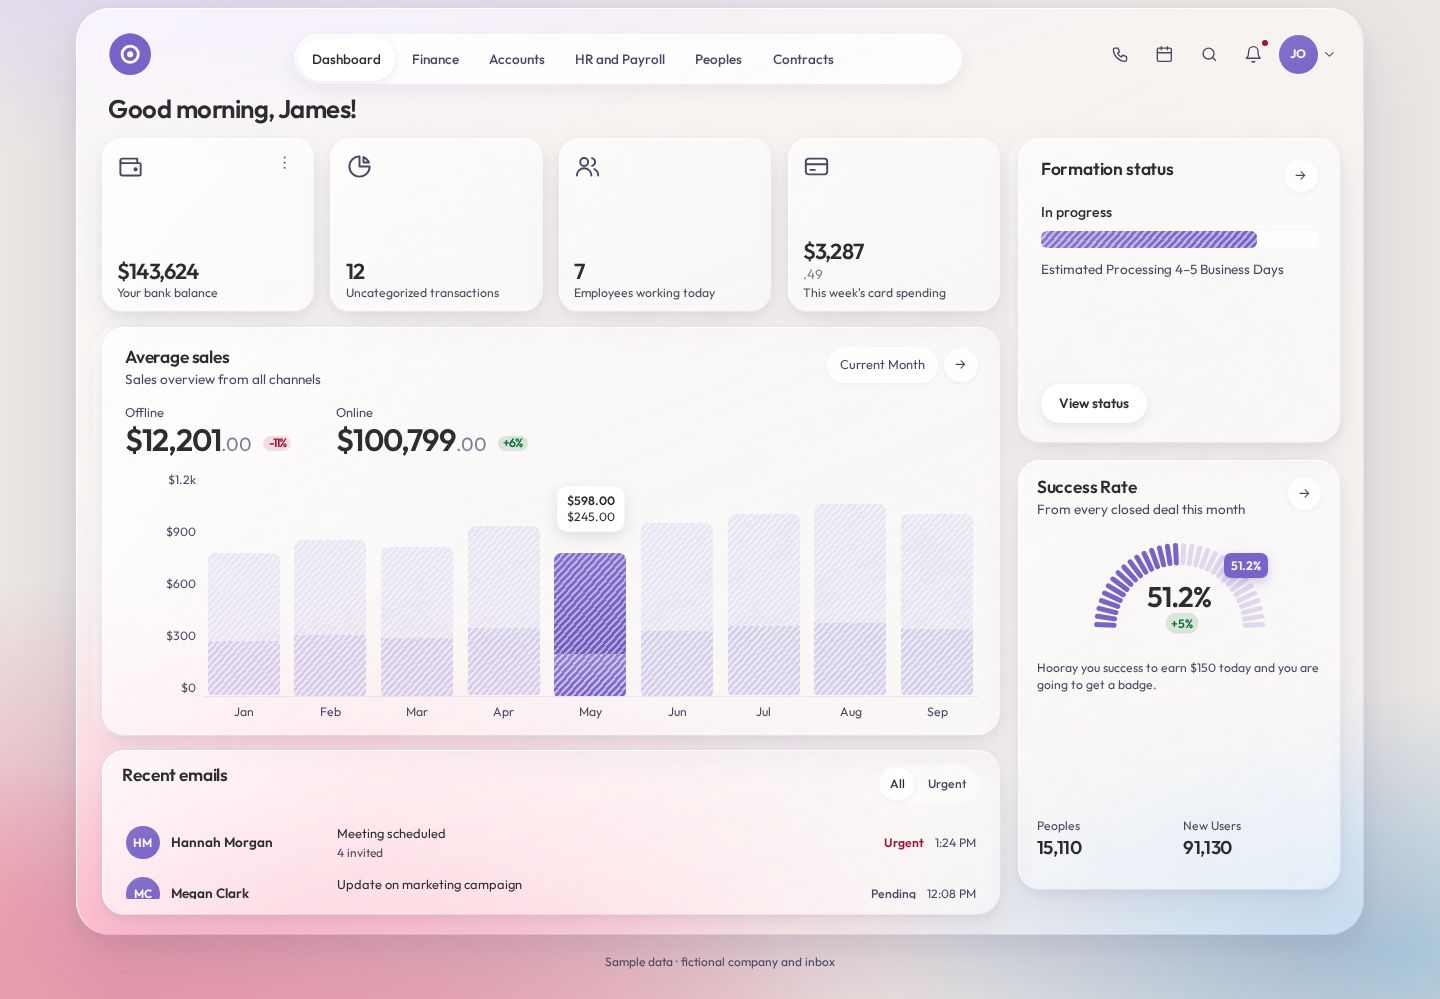 Dashboard Finance Accounts HR and Payroll Peoples Contracts
JO
Good morning, James!
$143,624
Your bank balance
12
Uncategorized transactions
7
Employees working today
$3,287
.49
This week's card spending
Formation status
In progress
Estimated Processing 4–5 Business Days
View status
Average sales
Sales overview from all channels
Current Month
Offline
$12,201.00 -11%
Online
$100,799.00 +6%
$1.2k
$900
$600
$300
$0
$598.00
$245.00
Jan Feb Mar Apr May Jun Jul Aug Sep
Success Rate
From every closed deal this month
51.2%
51.2%
+5%
Hooray you success to earn $150 today and you are
going to get a badge.
Peoples
15,110
New Users
91,130
Recent emails
All Urgent
HM Hannah Morgan
Meeting scheduled
4 invited
Urgent 1:24 PM
MC Megan Clark
Update on marketing campaign
Pending 12:08 PM
Sample data · fictional company and inbox